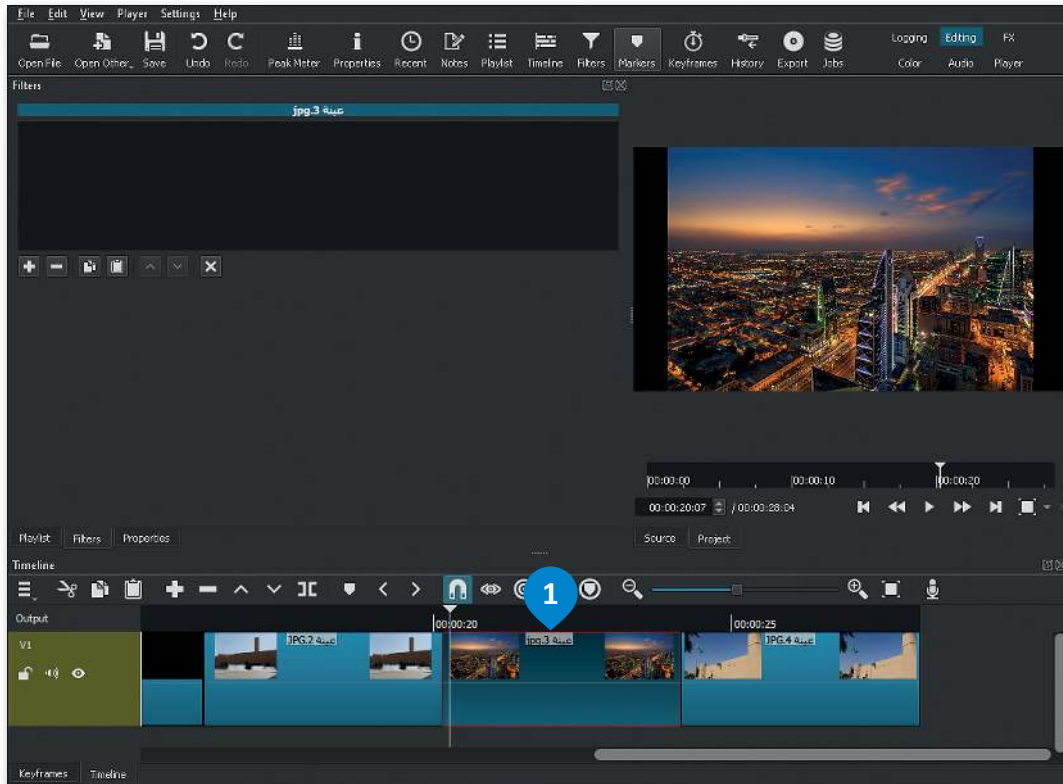 File Edit View Player Settings Help
Open File Open Other... Save Undo Redo Peak Meter Properties Recent Notes Playlist Timeline Filters Markers Keyframes History Export Jobs
Logging Editing FX
Color Audio Player
Filters
عينة 3.jpg
00:00:00 00:00:10 00:00:20
00:00:20:07 / 00:00:28:04
Playlist Filters Properties
Source Project
Timeline
1
Output
00:00:20 00:00:25
V1
عينة 2.JPG عينة 3.jpg عينة 4.JPG
Keyframes Timeline